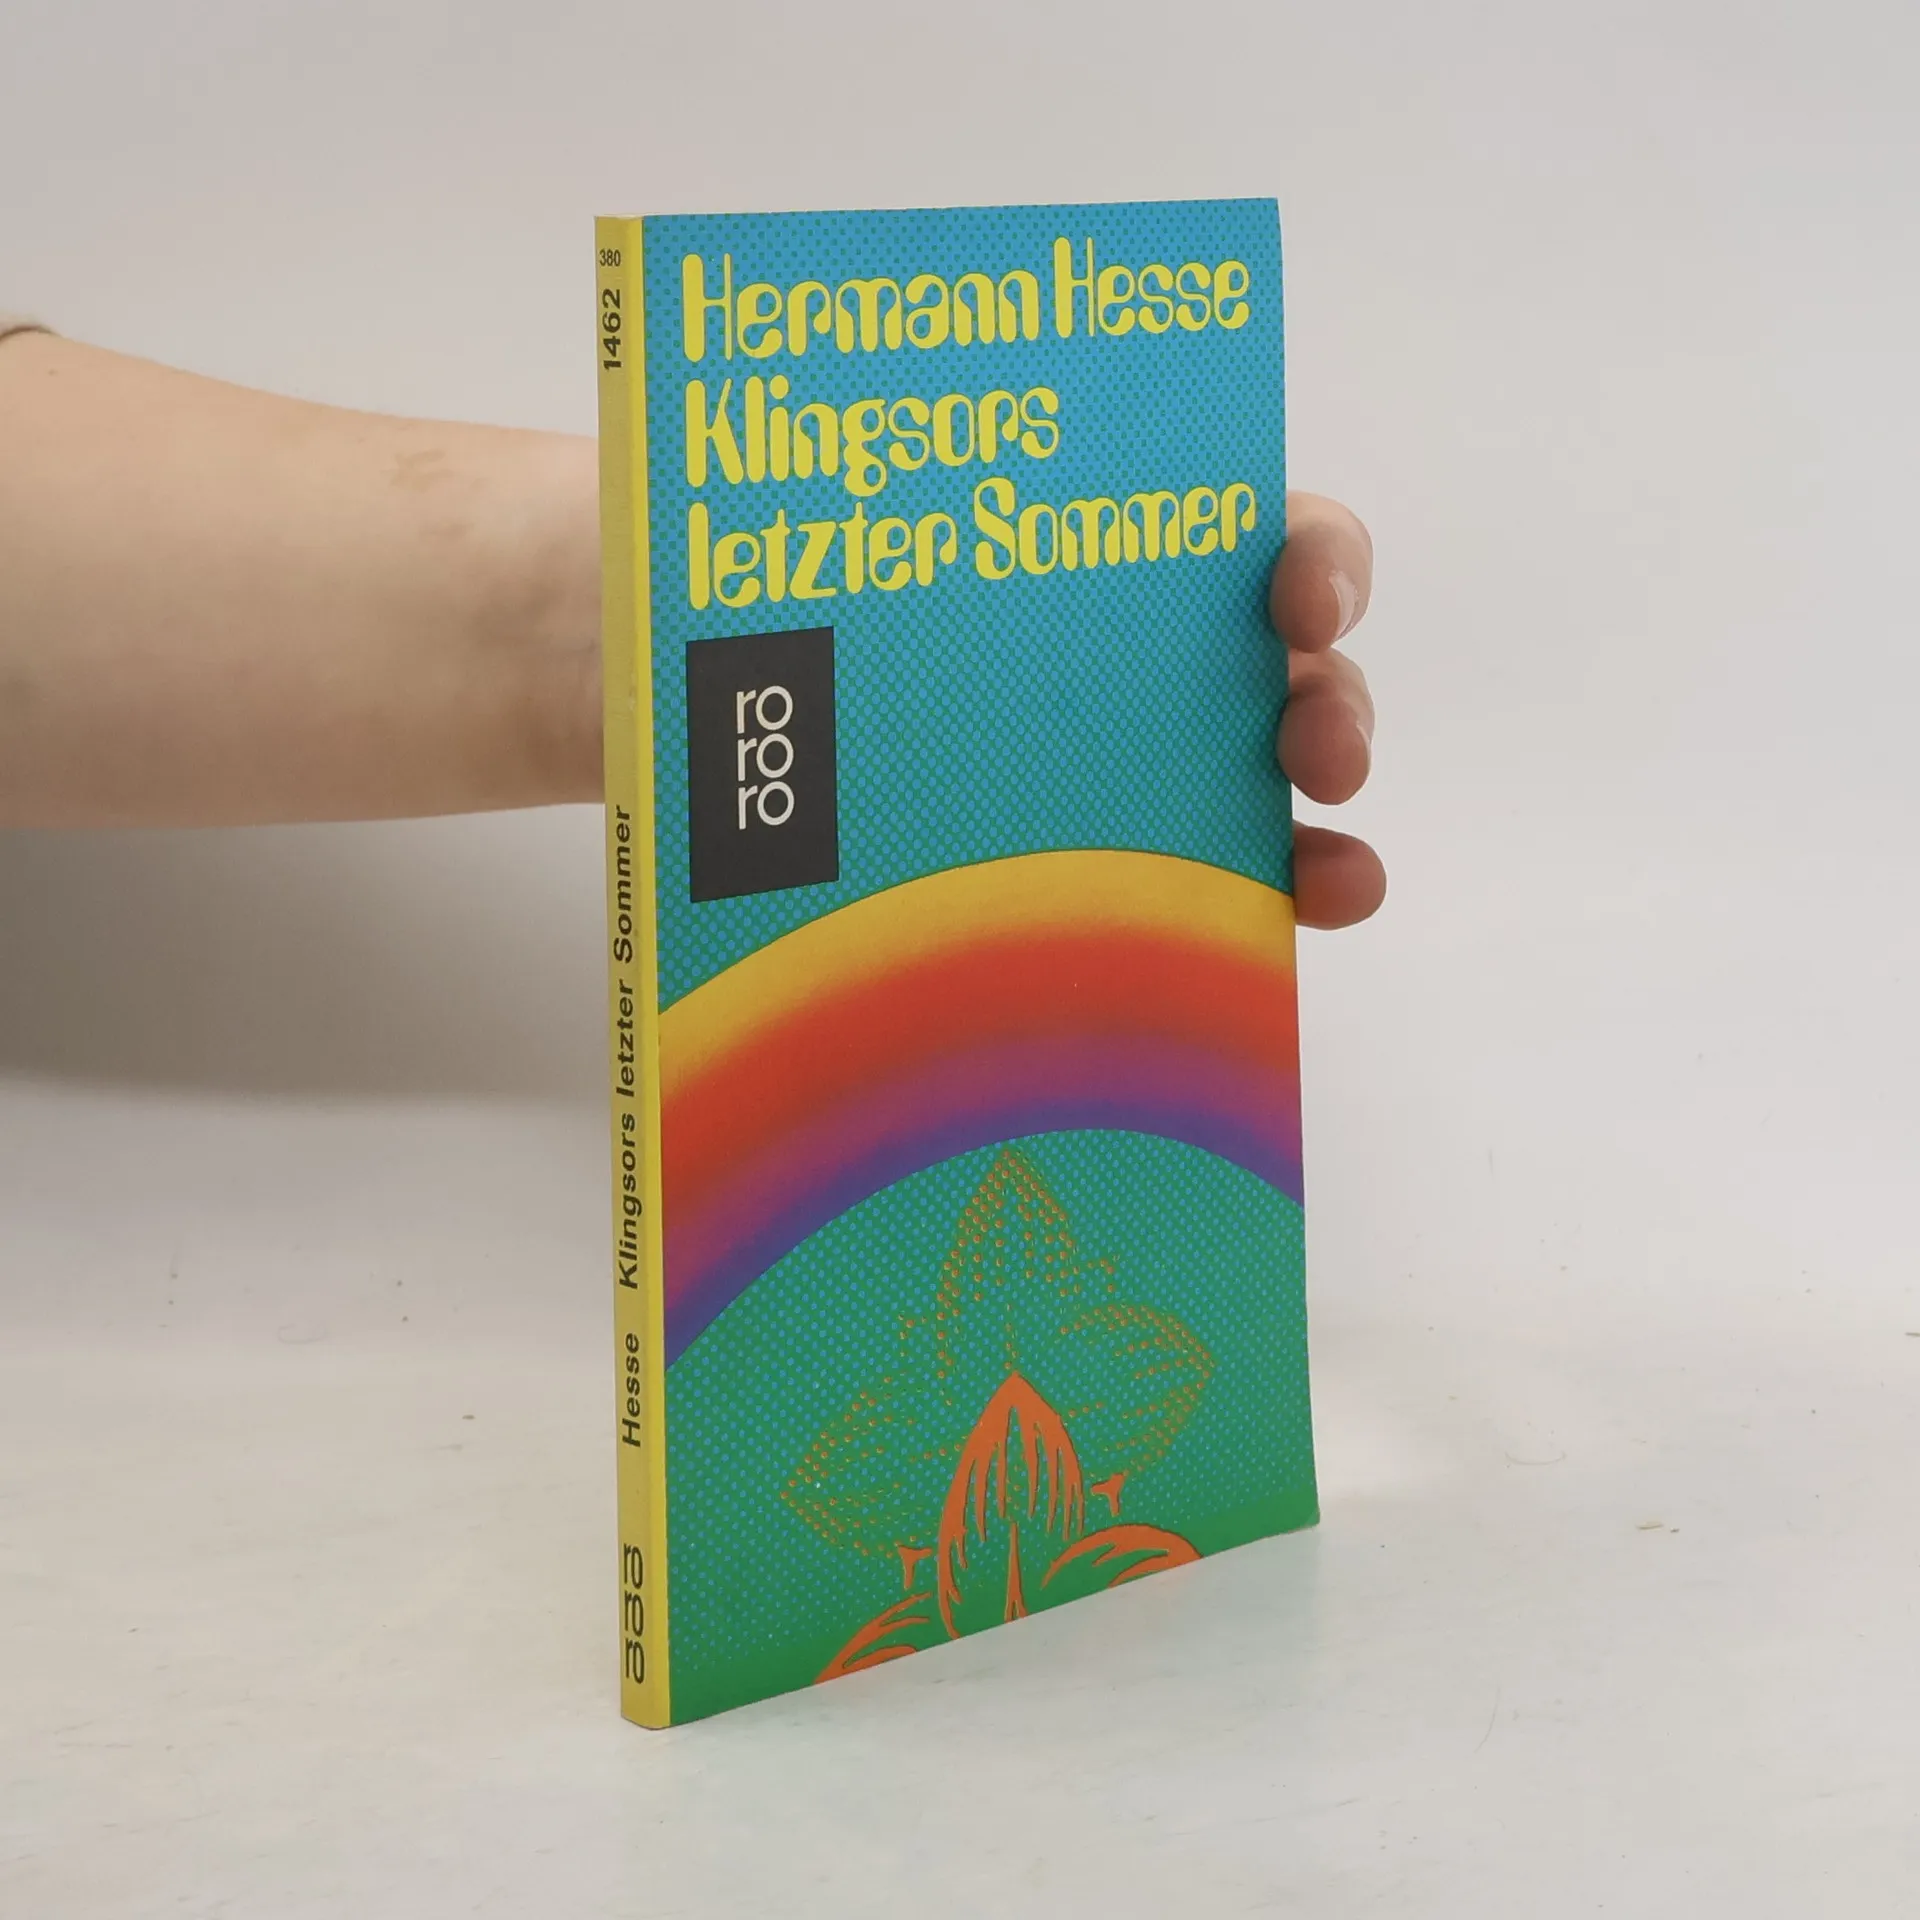 Hermann Hesse
Klingsors
letzter Sommer
ro
ro
ro
380
1462
Hesse Klingsors letzter Sommer
ro
ro
ro